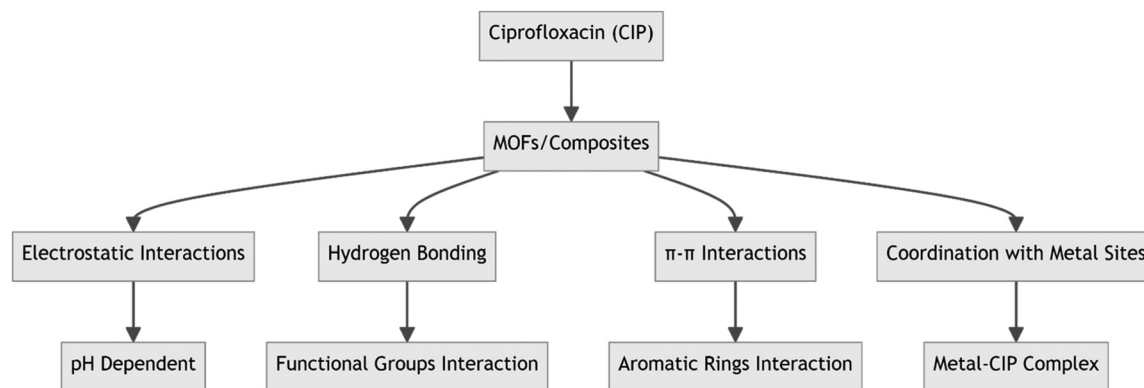 Ciprofloxacin (CIP)
MOFs/Composites
Electrostatic Interactions
Hydrogen Bonding
π-π Interactions
Coordination with Metal Sites
pH Dependent
Functional Groups Interaction
Aromatic Rings Interaction
Metal-CIP Complex